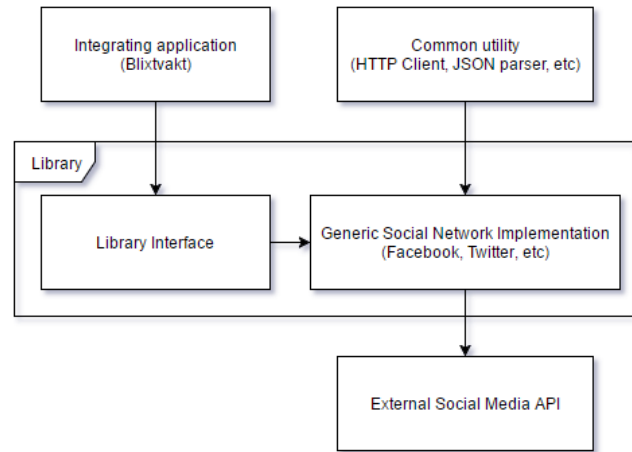 Integrating application
(Blixtvakt)
Common utility
(HTTP Client, JSON parser, etc)
Library
Library Interface
Generic Social Network Implementation
(Facebook, Twitter, etc)
External Social Media API